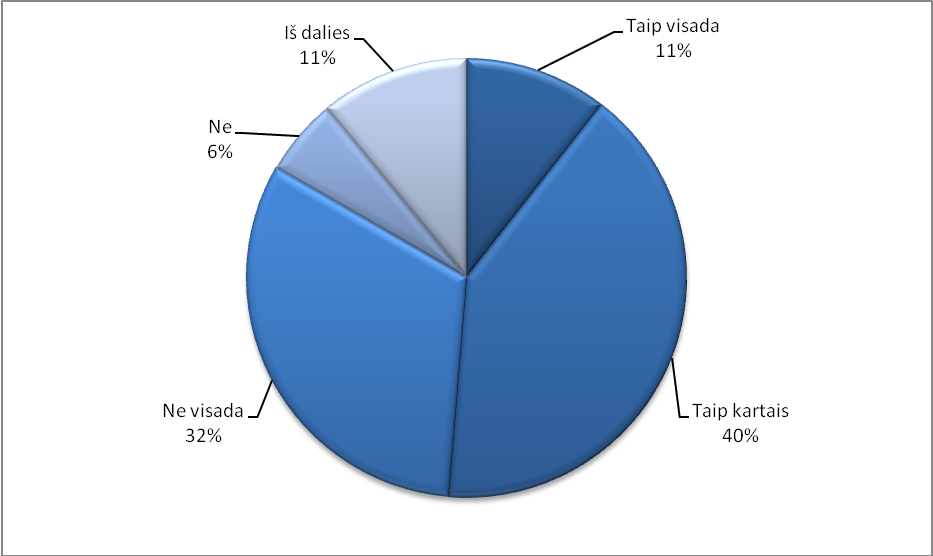 Iš dalies
11%
Taip visada
11%
Ne
6%
Ne visada
32%
Taip kartais
40%